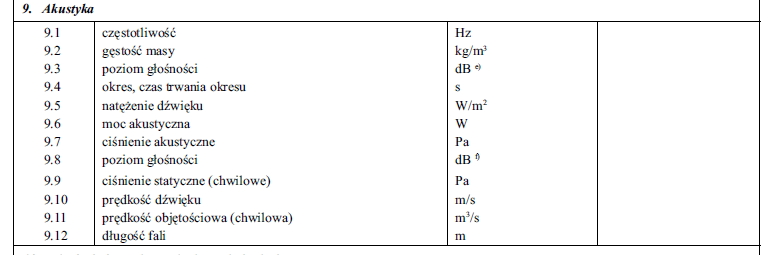 9. Akustyka
9.1 częstotliwość Hz
9.2 gęstość masy kg/m³
9.3 poziom głośności dB e)
9.4 okres, czas trwania okresu s
9.5 natężenie dźwięku W/m²
9.6 moc akustyczna W
9.7 ciśnienie akustyczne Pa
9.8 poziom głośności dB f)
9.9 ciśnienie statyczne (chwilowe) Pa
9.10 prędkość dźwięku m/s
9.11 prędkość objętościowa (chwilowa) m³/s
9.12 długość fali m